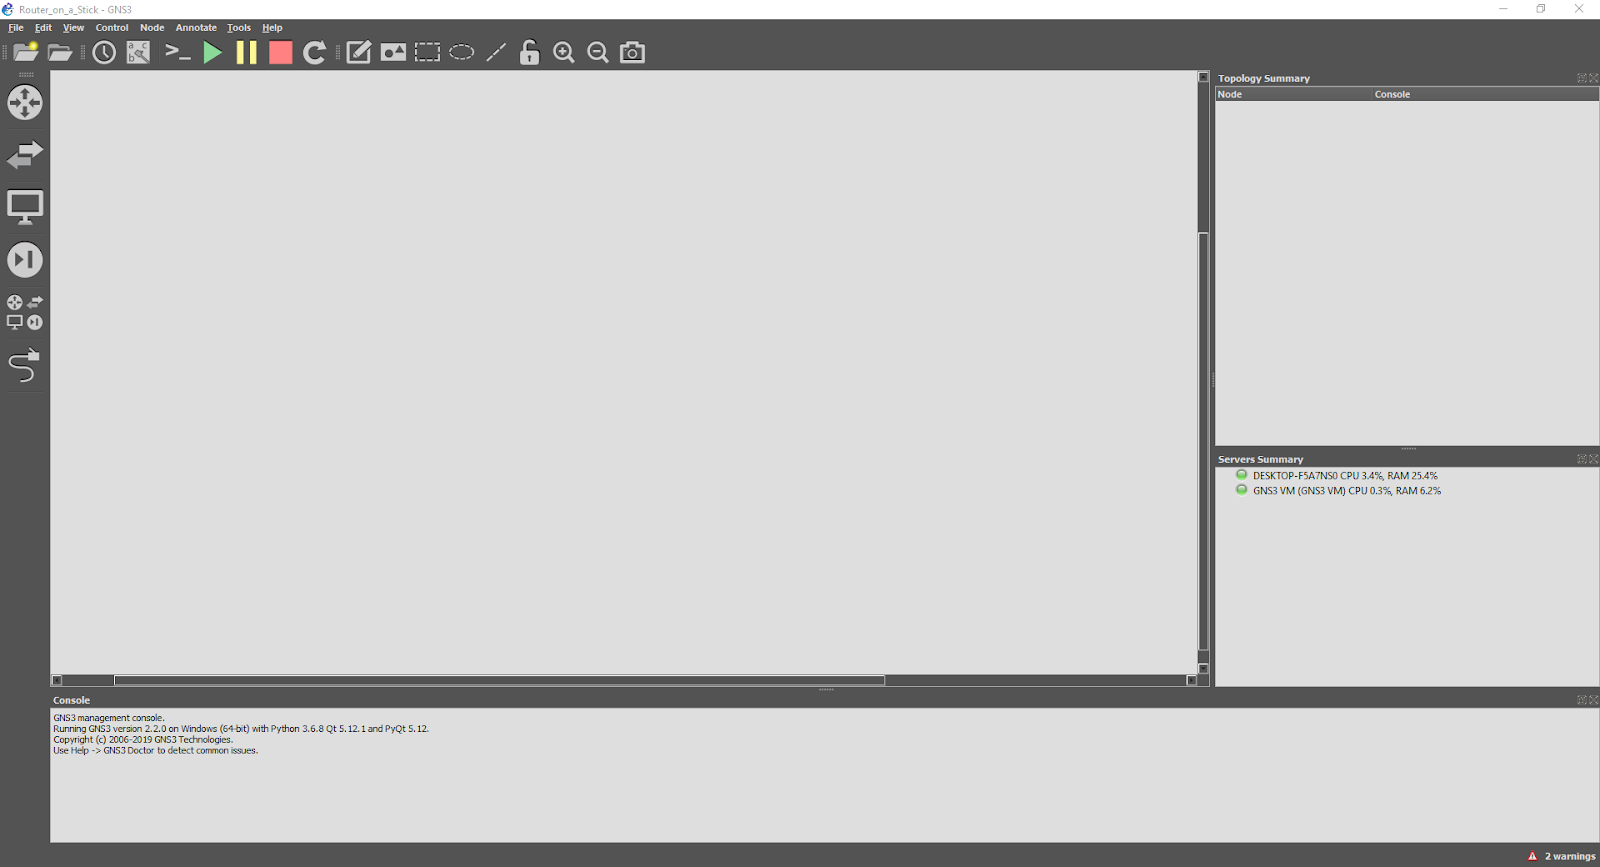 Router_on_a_Stick - GNS3
File Edit View Control Node Annotate Tools Help
a c
b
>_
Topology Summary
Node Console
Servers Summary
DESKTOP-F5A7NS0 CPU 3.4%, RAM 25.4%
GNS3 VM (GNS3 VM) CPU 0.3%, RAM 6.2%
Console
GNS3 management console.
Running GNS3 version 2.2.0 on Windows (64-bit) with Python 3.6.8 Qt 5.12.1 and PyQt 5.12.
Copyright (c) 2006-2019 GNS3 Technologies.
Use Help -> GNS3 Doctor to detect common issues.
2 warnings